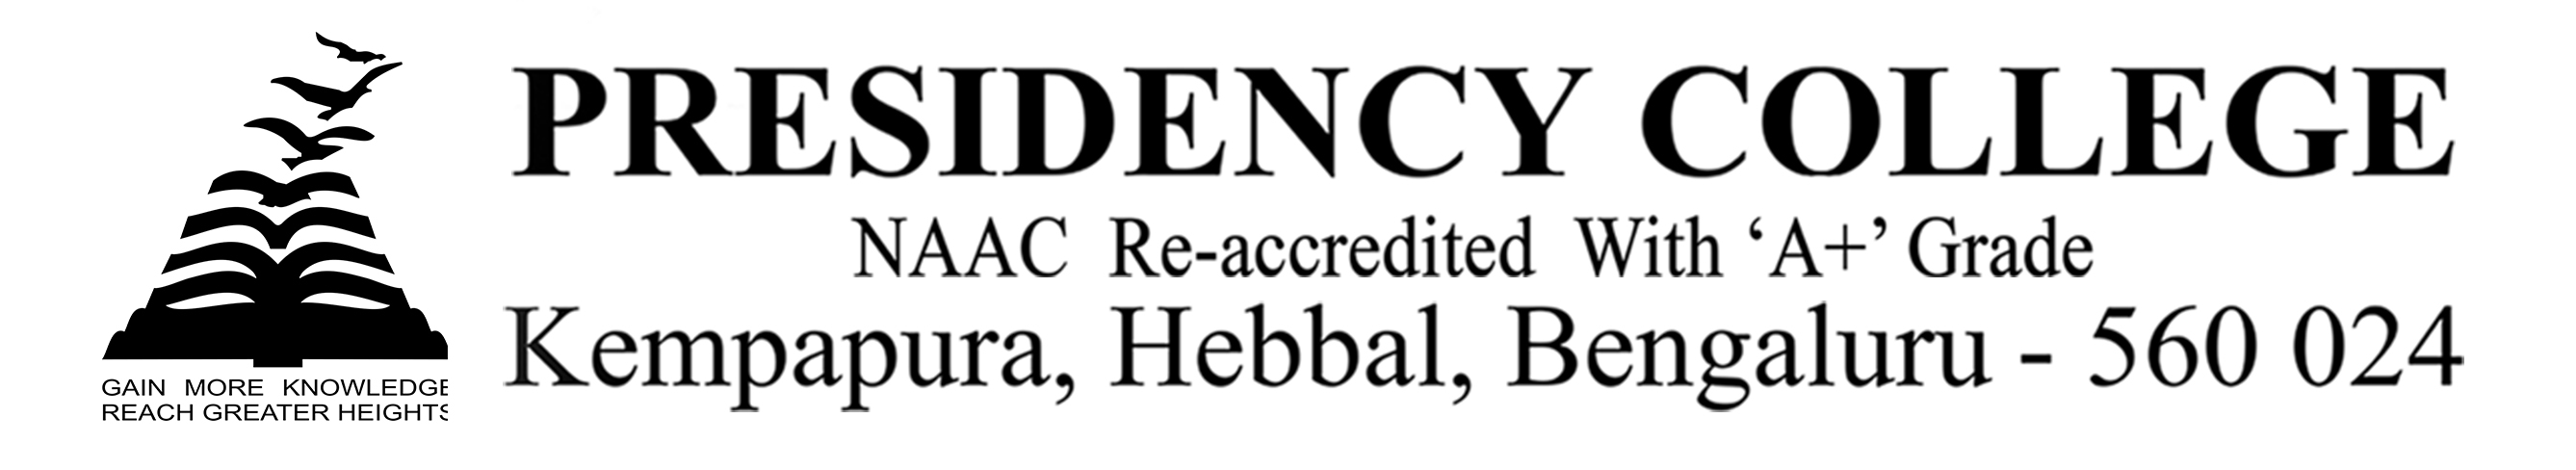 PRESIDENCY COLLEGE
NAAC Re-accredited With ‘A+’ Grade
Kempapura, Hebbal, Bengaluru - 560 024
GAIN MORE KNOWLEDGE
REACH GREATER HEIGHTS